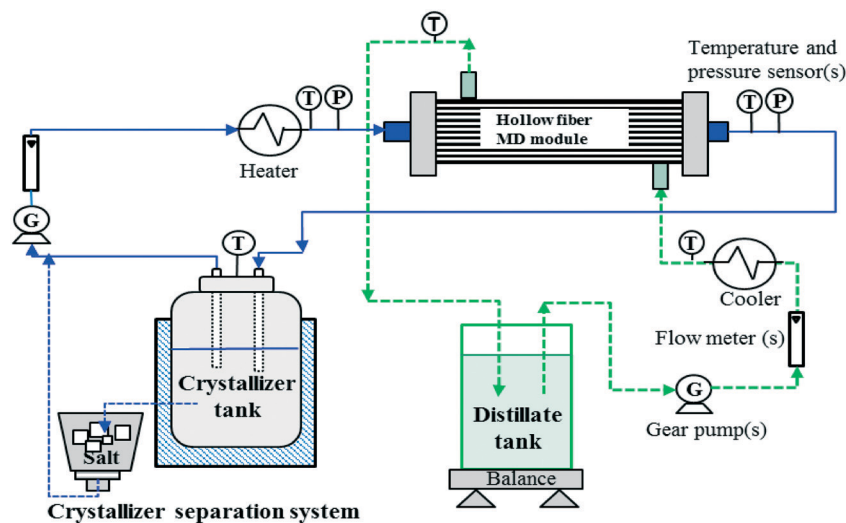 T
Temperature and
pressure sensor(s)
T
P
Hollow fiber
MD module
T
P
Heater
G
T
T
Cooler
Crystallizer
tank
Flow meter (s)
Distillate
tank
G
Gear pump(s)
Salt
Balance
Crystallizer separation system